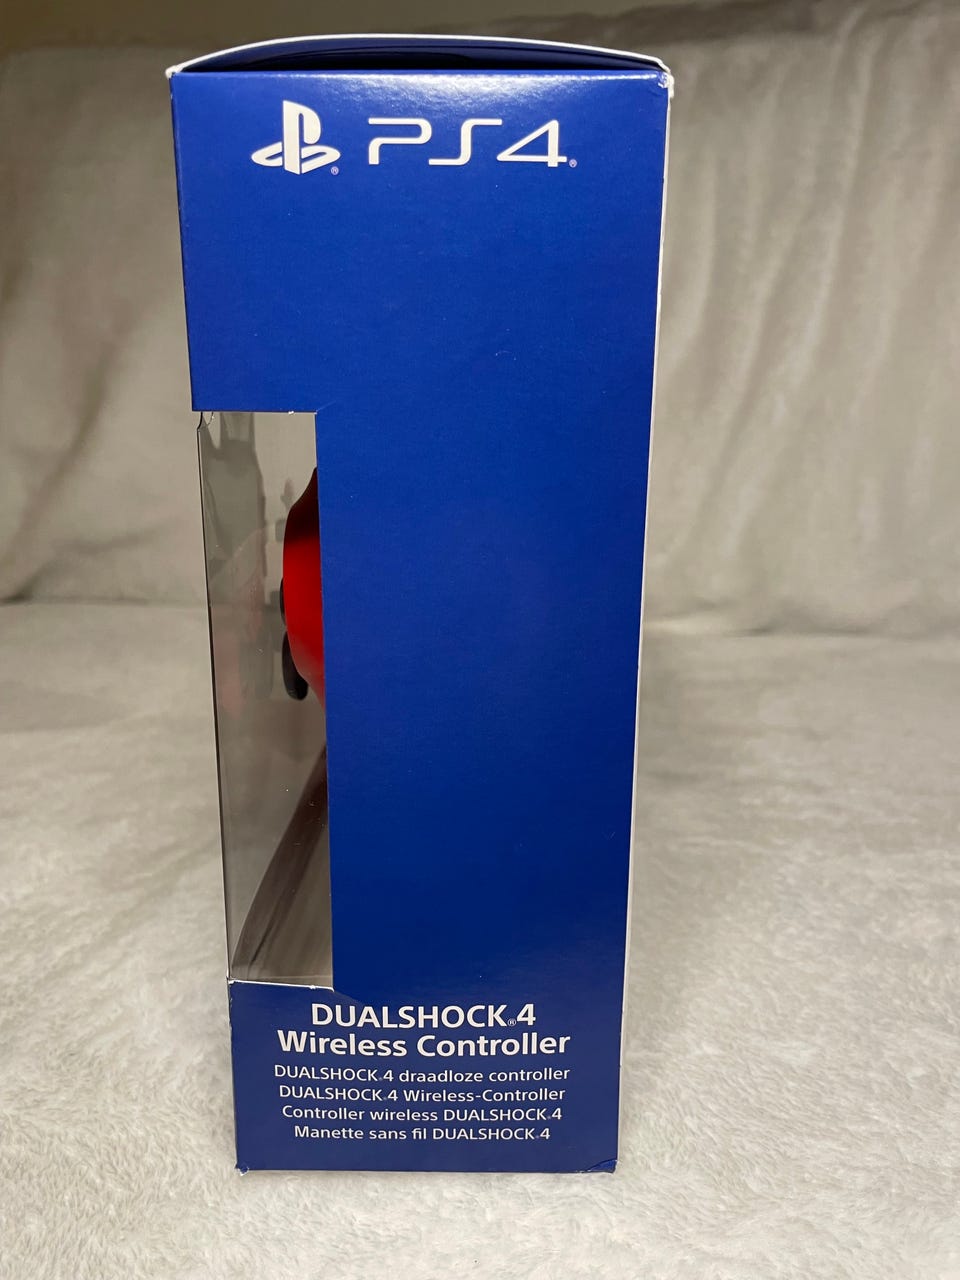 PS4®
DUALSHOCK®4
Wireless Controller
DUALSHOCK®4 draadloze controller
DUALSHOCK®4 Wireless-Controller
Controller wireless DUALSHOCK®4
Manette sans fil DUALSHOCK®4